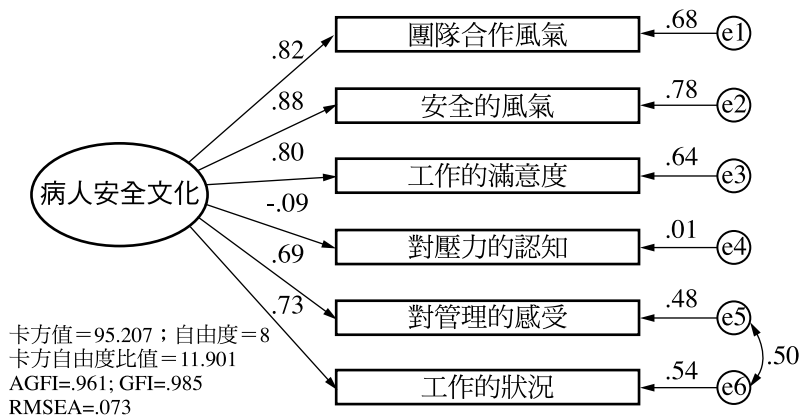 團隊合作風氣
.68
e1
.82
安全的風氣
.78
e2
.88
工作的滿意度
.64
e3
.80
病人安全文化
-.09
對壓力的認知
.01
e4
.69
對管理的感受
.48
e5
.73
.50
工作的狀況
.54
e6
卡方值＝95.207；自由度＝8
卡方自由度比值＝11.901
AGFI=.961; GFI=.985
RMSEA=.073